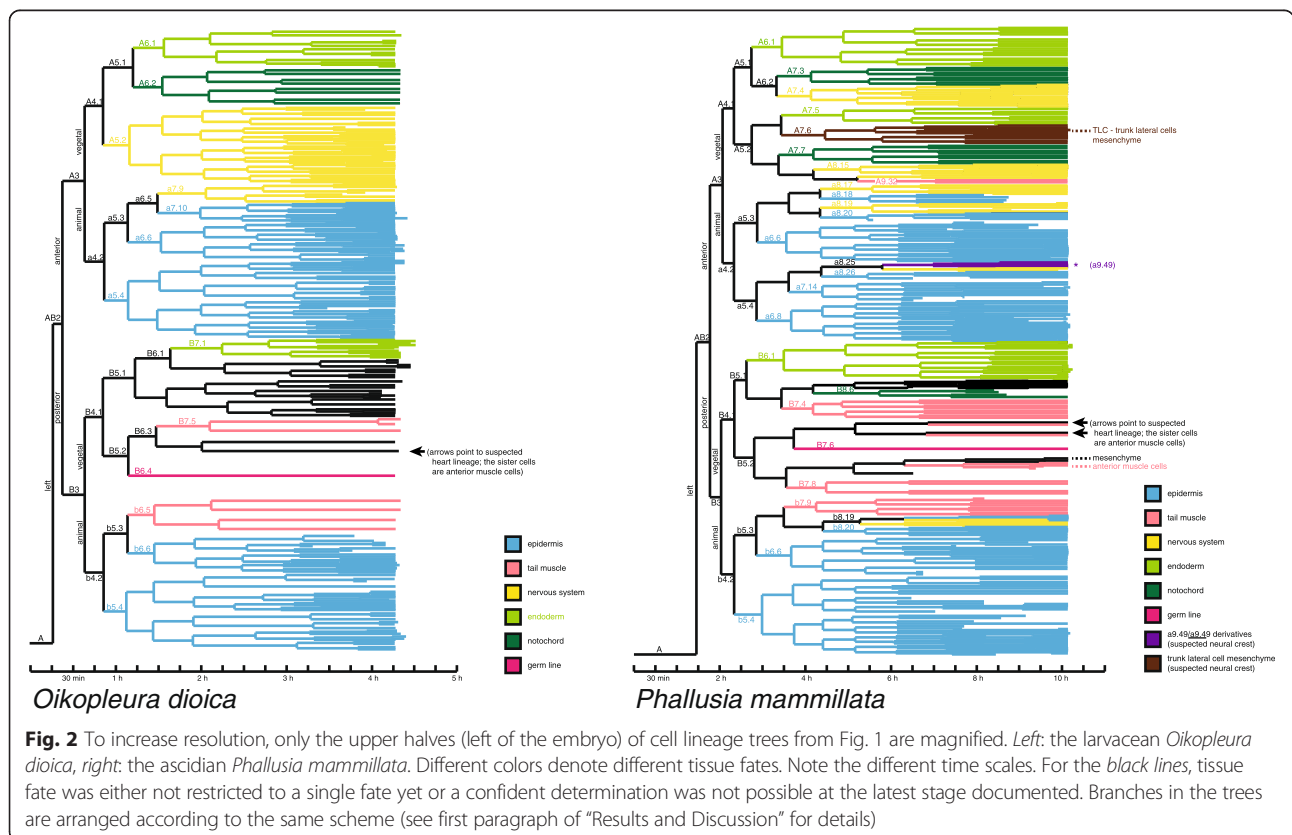 A6.1
A5.1
A6.2
A4.1
vegetal
A5.2
A3
a7.9
a6.5
a7.10
animal
a5.3
anterior
a6.6
a4.2
a5.4
AB2
B7.1
B6.1
B5.1
posterior
B4.1
B7.5
B6.3
vegetal
B5.2
(arrows point to suspected
heart lineage; the sister cells
are anterior muscle cells)
B6.4
left
B3
b6.5
animal
b5.3
b6.6
b4.2
b5.4
A
epidermis
tail muscle
nervous system
endoderm
notochord
germ line
30 min 1 h 2 h 3 h 4 h 5 h
Oikopleura dioica
A6.1
A5.1
A7.3
A6.2
A7.4
A4.1
A7.5
vegetal
A7.6
TLC - trunk lateral cells
mesenchyme
A5.2
A7.7
A8.15
A3
A9.32
a8.17
a8.18
a8.19
a8.20
animal
a5.3
a6.6
anterior
a4.2
a8.25
(a9.49)
*
a8.26
a7.14
a5.4
a6.8
AB2
B6.1
B5.1
B8.6
B7.4
posterior
B4.1
(arrows point to suspected
heart lineage; the sister cells
are anterior muscle cells)
B7.6
vegetal
mesenchyme
B5.2
anterior muscle cells
B7.8
left
B3
b7.9
b8.19
b5.3
b8.20
animal
b6.6
b4.2
b5.4
A
epidermis
tail muscle
nervous system
endoderm
notochord
germ line
a9.49/a9.49 derivatives
(suspected neural crest)
trunk lateral cell mesenchyme
(suspected neural crest)
30 min 2 h 4 h 6 h 8 h 10 h
Phallusia mammillata
Fig. 2 To increase resolution, only the upper halves (left of the embryo) of cell lineage trees from Fig. 1 are magnified. Left: the larvacean Oikopleura
dioica, right: the ascidian Phallusia mammillata. Different colors denote different tissue fates. Note the different time scales. For the black lines, tissue
fate was either not restricted to a single fate yet or a confident determination was not possible at the latest stage documented. Branches in the trees
are arranged according to the same scheme (see first paragraph of “Results and Discussion” for details)